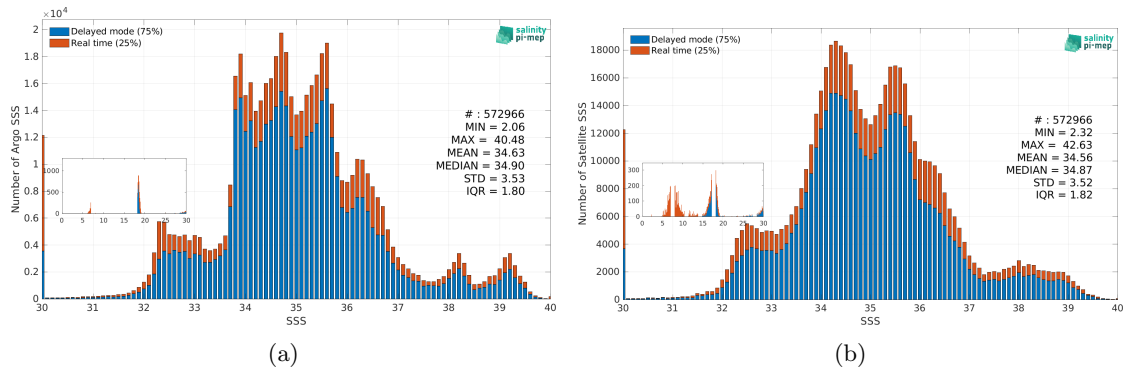 ×10⁴
Delayed mode (75%)
Real time (25%)
salinity
pi-mep
# : 572966
MIN = 2.06
MAX = 40.48
MEAN = 34.63
MEDIAN = 34.90
STD = 3.53
IQR = 1.80
Number of Argo SSS
2
1.8
1.6
1.4
1.2
1
0.8
0.6
0.4
0.2
0
1000
500
0
5 10 15 20 25 30
30 31 32 33 34 35 36 37 38 39 40
SSS
(a)
Delayed mode (75%)
Real time (25%)
salinity
pi-mep
# : 572966
MIN = 2.32
MAX = 42.63
MEAN = 34.56
MEDIAN = 34.87
STD = 3.52
IQR = 1.82
Number of Satellite SSS
18000
16000
14000
12000
10000
8000
6000
4000
2000
0
300
200
100
0
0 5 10 15 20 25 30
30 31 32 33 34 35 36 37 38 39 40
SSS
(b)